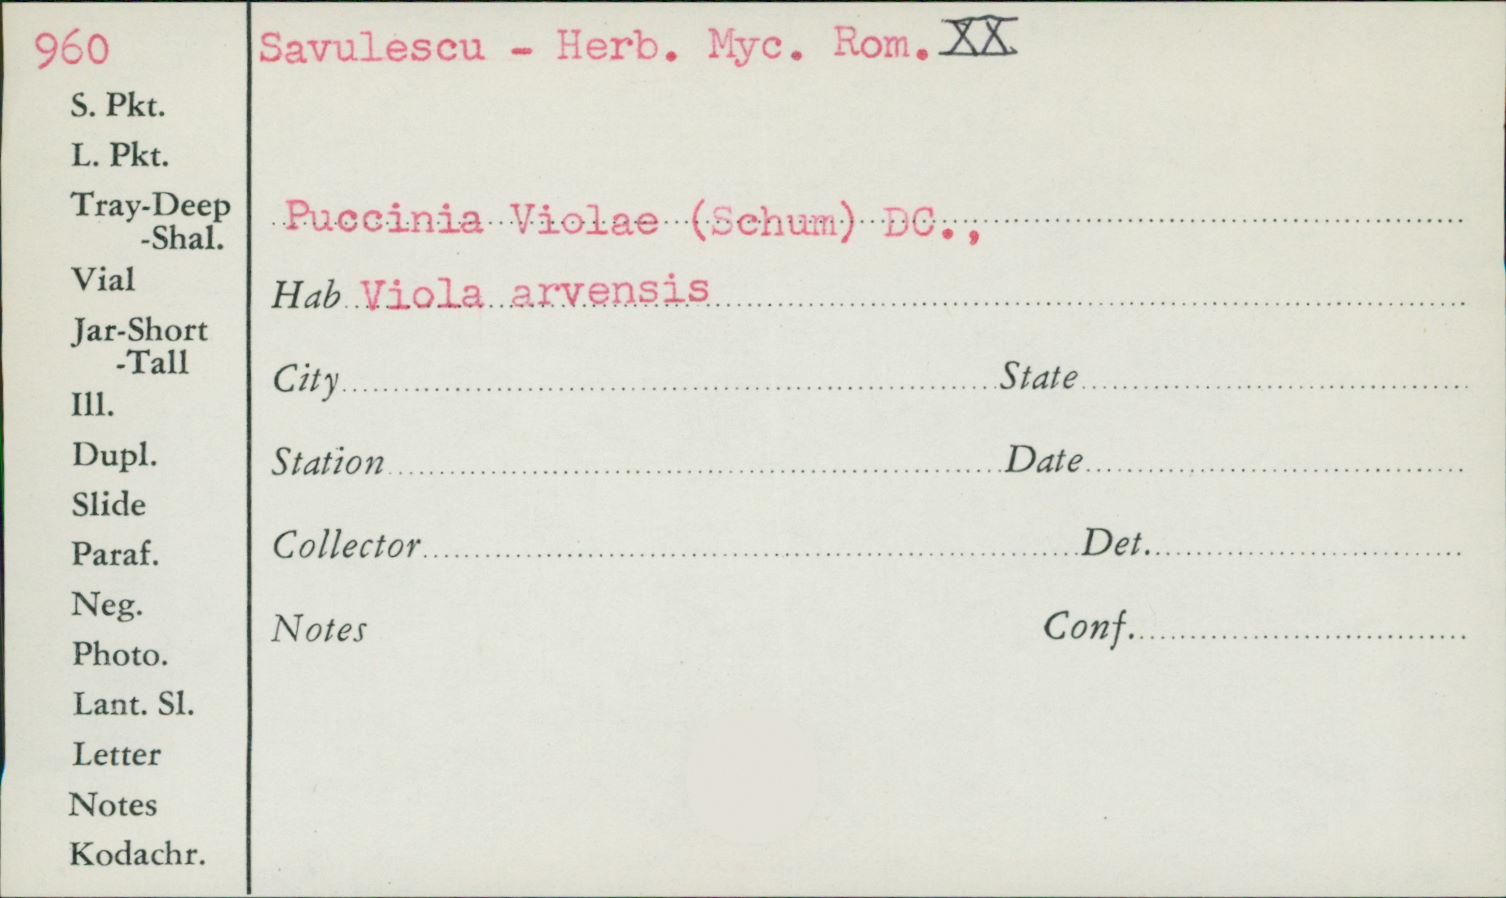 960
Savulescu - Herb. Myc. Rom. XX
S. Pkt.
L. Pkt.
Tray-Deep
-Shal.
Vial
Jar-Short
-Tall
Ill.
Dupl.
Slide
Paraf.
Neg.
Photo.
Lant. Sl.
Letter
Notes
Kodachr.
Puccinia Violae (Schum) DC.,
Hab Viola arvensis
City State
Station Date
Collector Det.
Notes Conf.